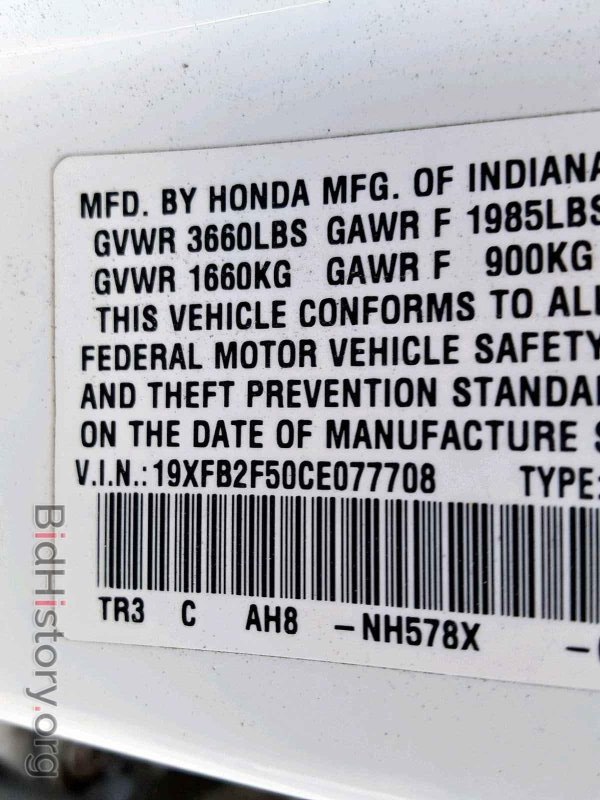 MFD. BY HONDA MFG. OF INDIANA
GVWR 3660LBS GAWR F 1985LBS
GVWR 1660KG GAWR F 900KG
THIS VEHICLE CONFORMS TO ALL
FEDERAL MOTOR VEHICLE SAFETY
AND THEFT PREVENTION STANDA
ON THE DATE OF MANUFACTURE S
V.I.N.:19XFB2F50CE077708 TYPE:
TR3 C AH8 -NH578X -
BidHistory.org